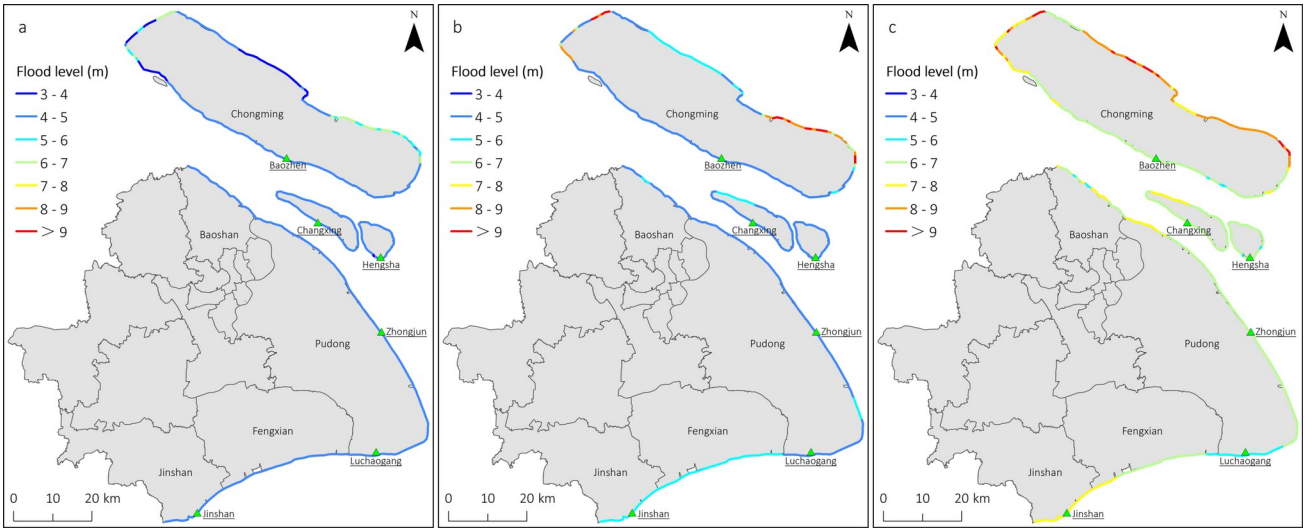 a
N
Flood level (m)
3 - 4
4 - 5
5 - 6
6 - 7
7 - 8
8 - 9
> 9
Chongming
Baozhen
Baoshan
Changxing
Hengsha
Zhongjun
Pudong
Fengxian
Luchaogang
Jinshan
Jinshan
0 10 20 km
b
N
Flood level (m)
3 - 4
4 - 5
5 - 6
6 - 7
7 - 8
8 - 9
> 9
Chongming
Baozhen
Baoshan
Changxing
Hengsha
Zhongjun
Pudong
Fengxian
Luchaogang
Jinshan
Jinshan
0 10 20 km
c
N
Flood level (m)
3 - 4
4 - 5
5 - 6
6 - 7
7 - 8
8 - 9
> 9
Chongming
Baozhen
Baoshan
Changxing
Hengsha
Zhongjun
Pudong
Fengxian
Luchaogang
Jinshan
Jinshan
0 10 20 km